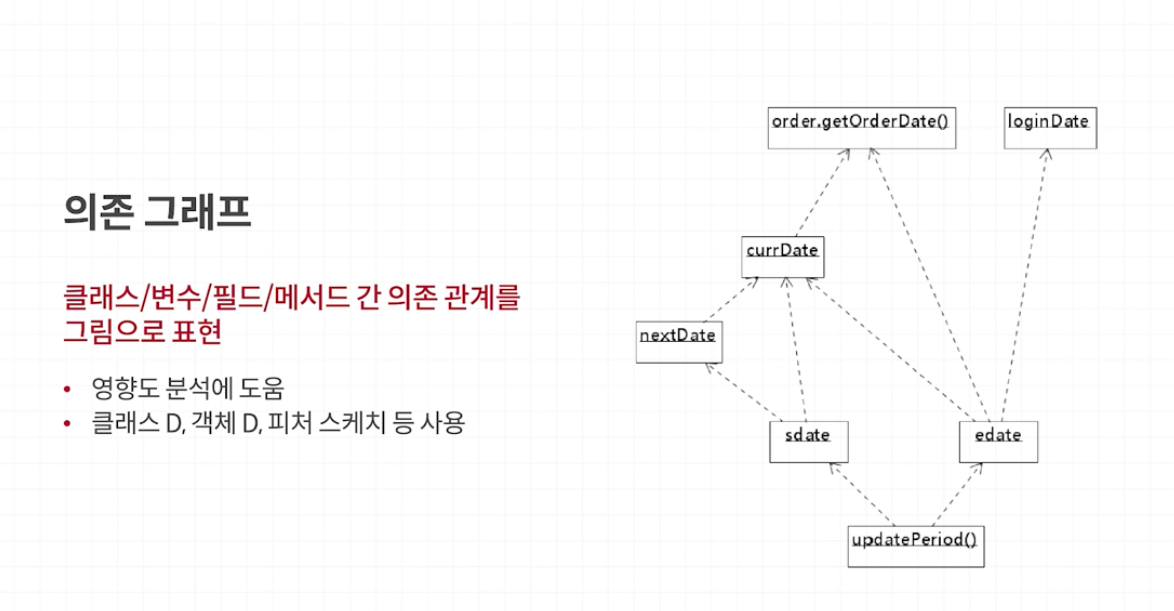 의존 그래프
클래스/변수/필드/메서드 간 의존 관계를
그림으로 표현
• 영향도 분석에 도움
• 클래스 D, 객체 D, 피처 스케치 등 사용
order.getOrderDate()
loginDate
currDate
nextDate
sdate
edate
updatePeriod()